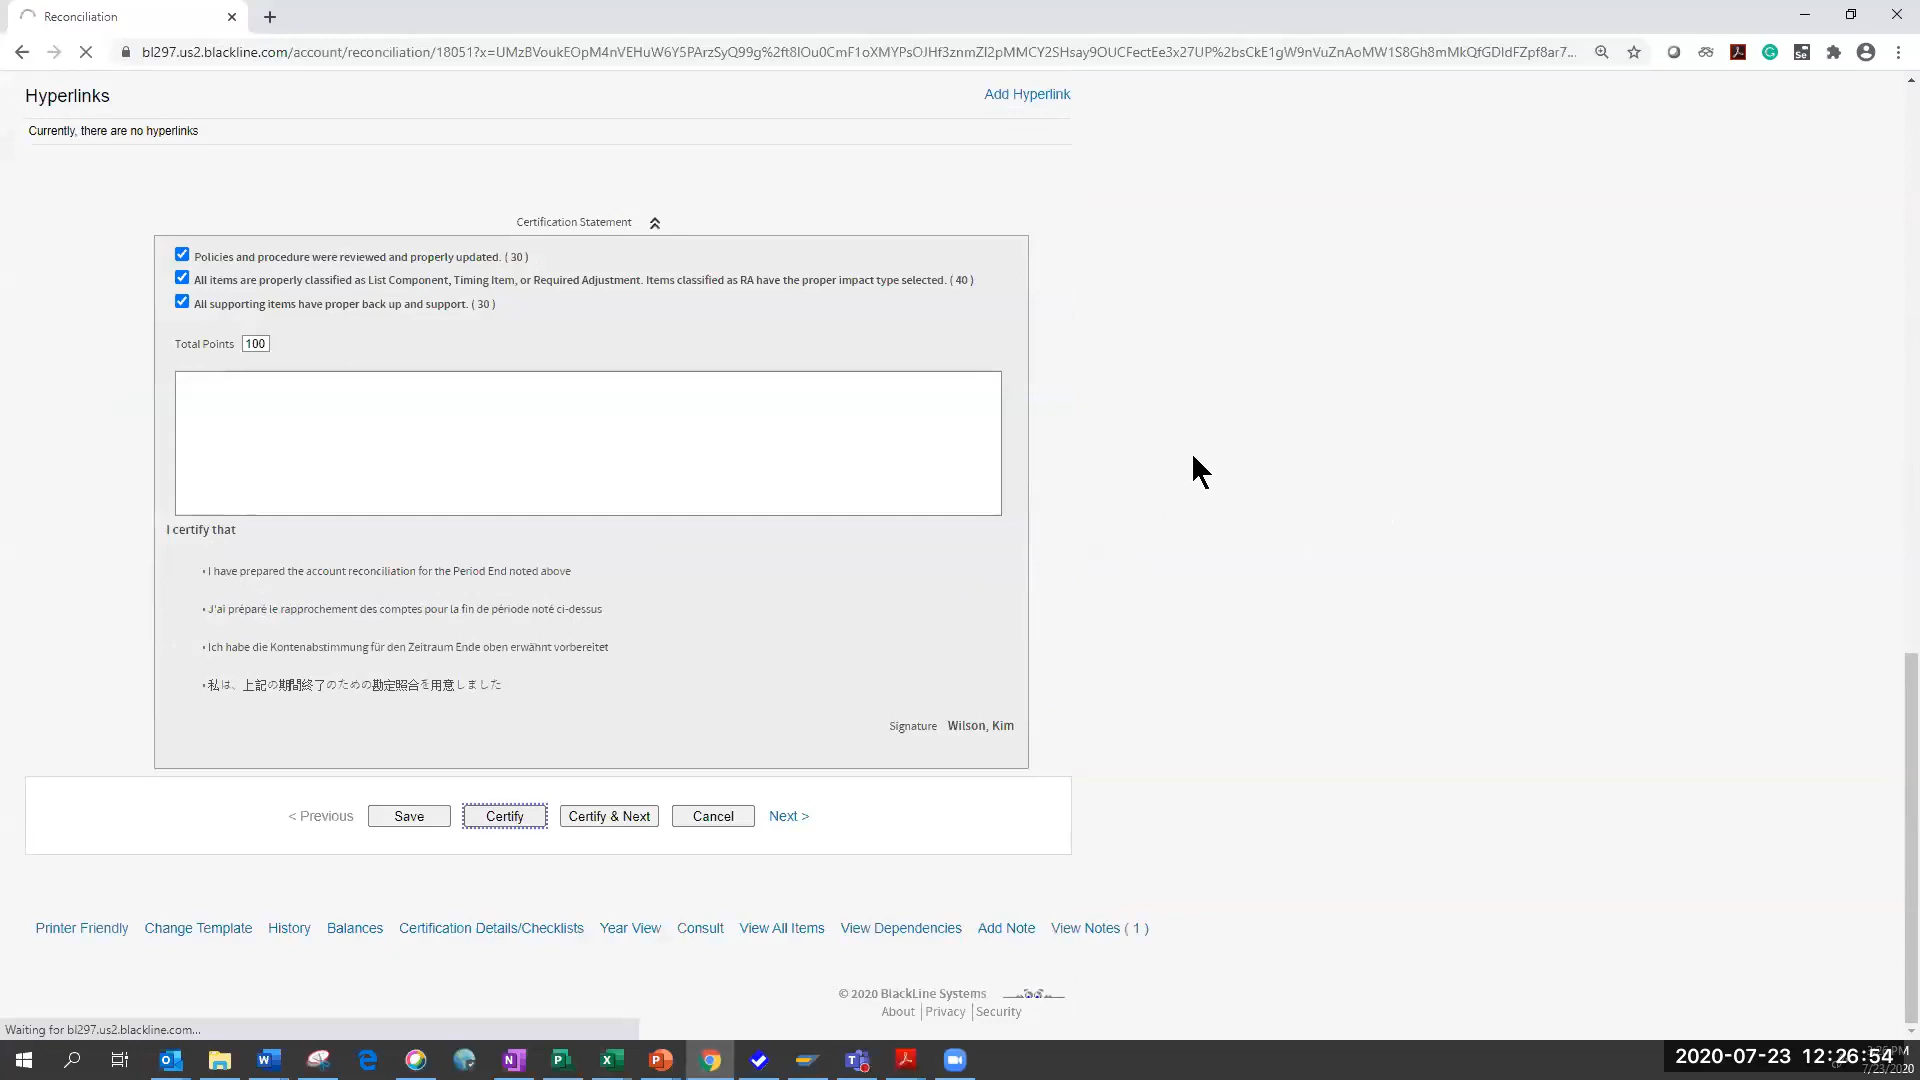 Reconciliation
bl297.us2.blackline.com/account/reconciliation/18051?x=UMzBVoukEOpM4nVEHuW6Y5PArzSyQ99g%2ft8lOu0CmF1oXMYPsOJHf3znmZl2pMMCY2SHsay9OUCFectEe3x27UP%2bsCkE1gW9nVuZnAoMW1S8Gh8mMkQfGDldFZpf8ar7...
Hyperlinks
Add Hyperlink
Currently, there are no hyperlinks
Certification Statement
Policies and procedure were reviewed and properly updated. ( 30 )
All items are properly classified as List Component, Timing Item, or Required Adjustment. Items classified as RA have the proper impact type selected. ( 40 )
All supporting items have proper back up and support. ( 30 )
Total Points 100
I certify that
• I have prepared the account reconciliation for the Period End noted above
• J'ai préparé le rapprochement des comptes pour la fin de période noté ci-dessus
• Ich habe die Kontenabstimmung für den Zeitraum Ende oben erwähnt vorbereitet
• 私は、上記の期間終了のための勘定照合を用意しました
Signature Wilson, Kim
< Previous Save Certify Certify & Next Cancel Next >
Printer Friendly Change Template History Balances Certification Details/Checklists Year View Consult View All Items View Dependencies Add Note View Notes ( 1 )
© 2020 BlackLine Systems
About Privacy Security
Waiting for bl297.us2.blackline.com...
2020-07-23 12:26:54
7/23/2020